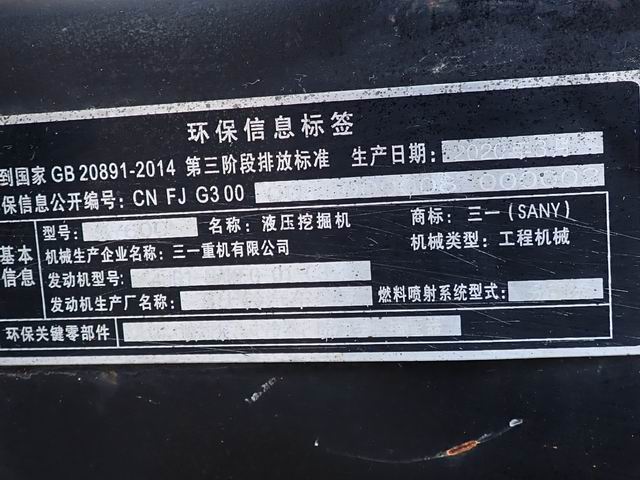 环保信息标签
到国家 GB 20891-2014 第三阶段排放标准 生产日期: 2020
保信息公开编号: CN FJ G3 00
基本信息
型号: 名称: 液压挖掘机 商标: 三一(SANY)
机械生产企业名称: 三一重机有限公司 机械类型: 工程机械
发动机型号:
发动机生产厂名称: 燃料喷射系统型式:
环保关键零部件